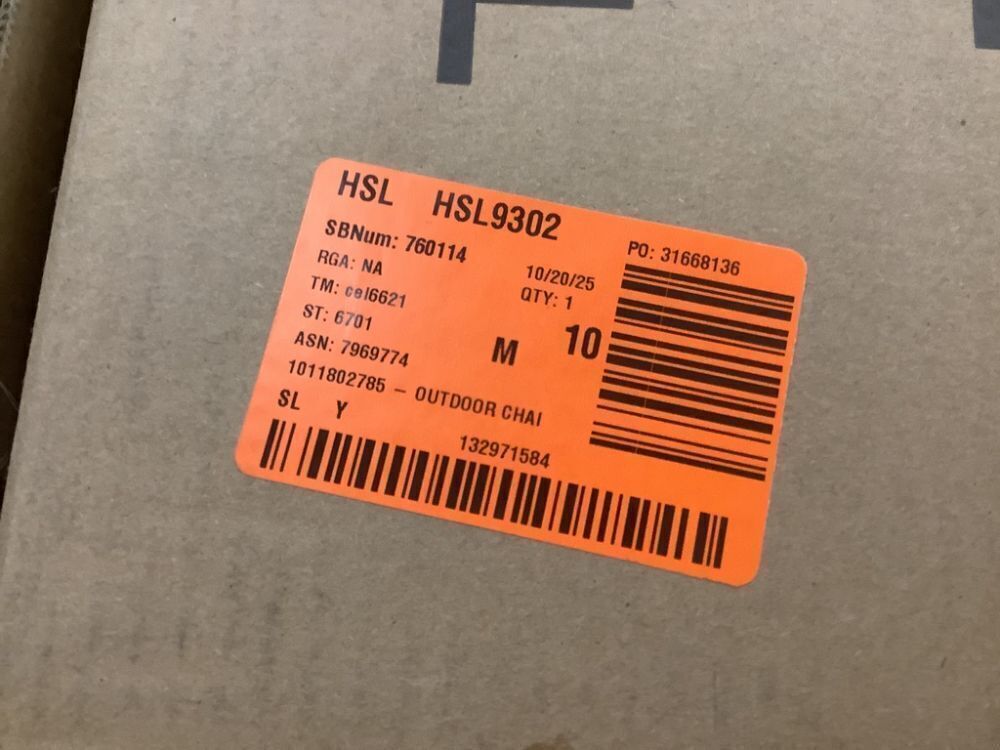 HSL HSL9302
SBNum: 760114
PO: 31668136
RGA: NA
10/20/25
TM: cel6621
QTY: 1
ST: 6701
M 10
ASN: 7969774
1011802785 – OUTDOOR CHAI
SL Y
132971584